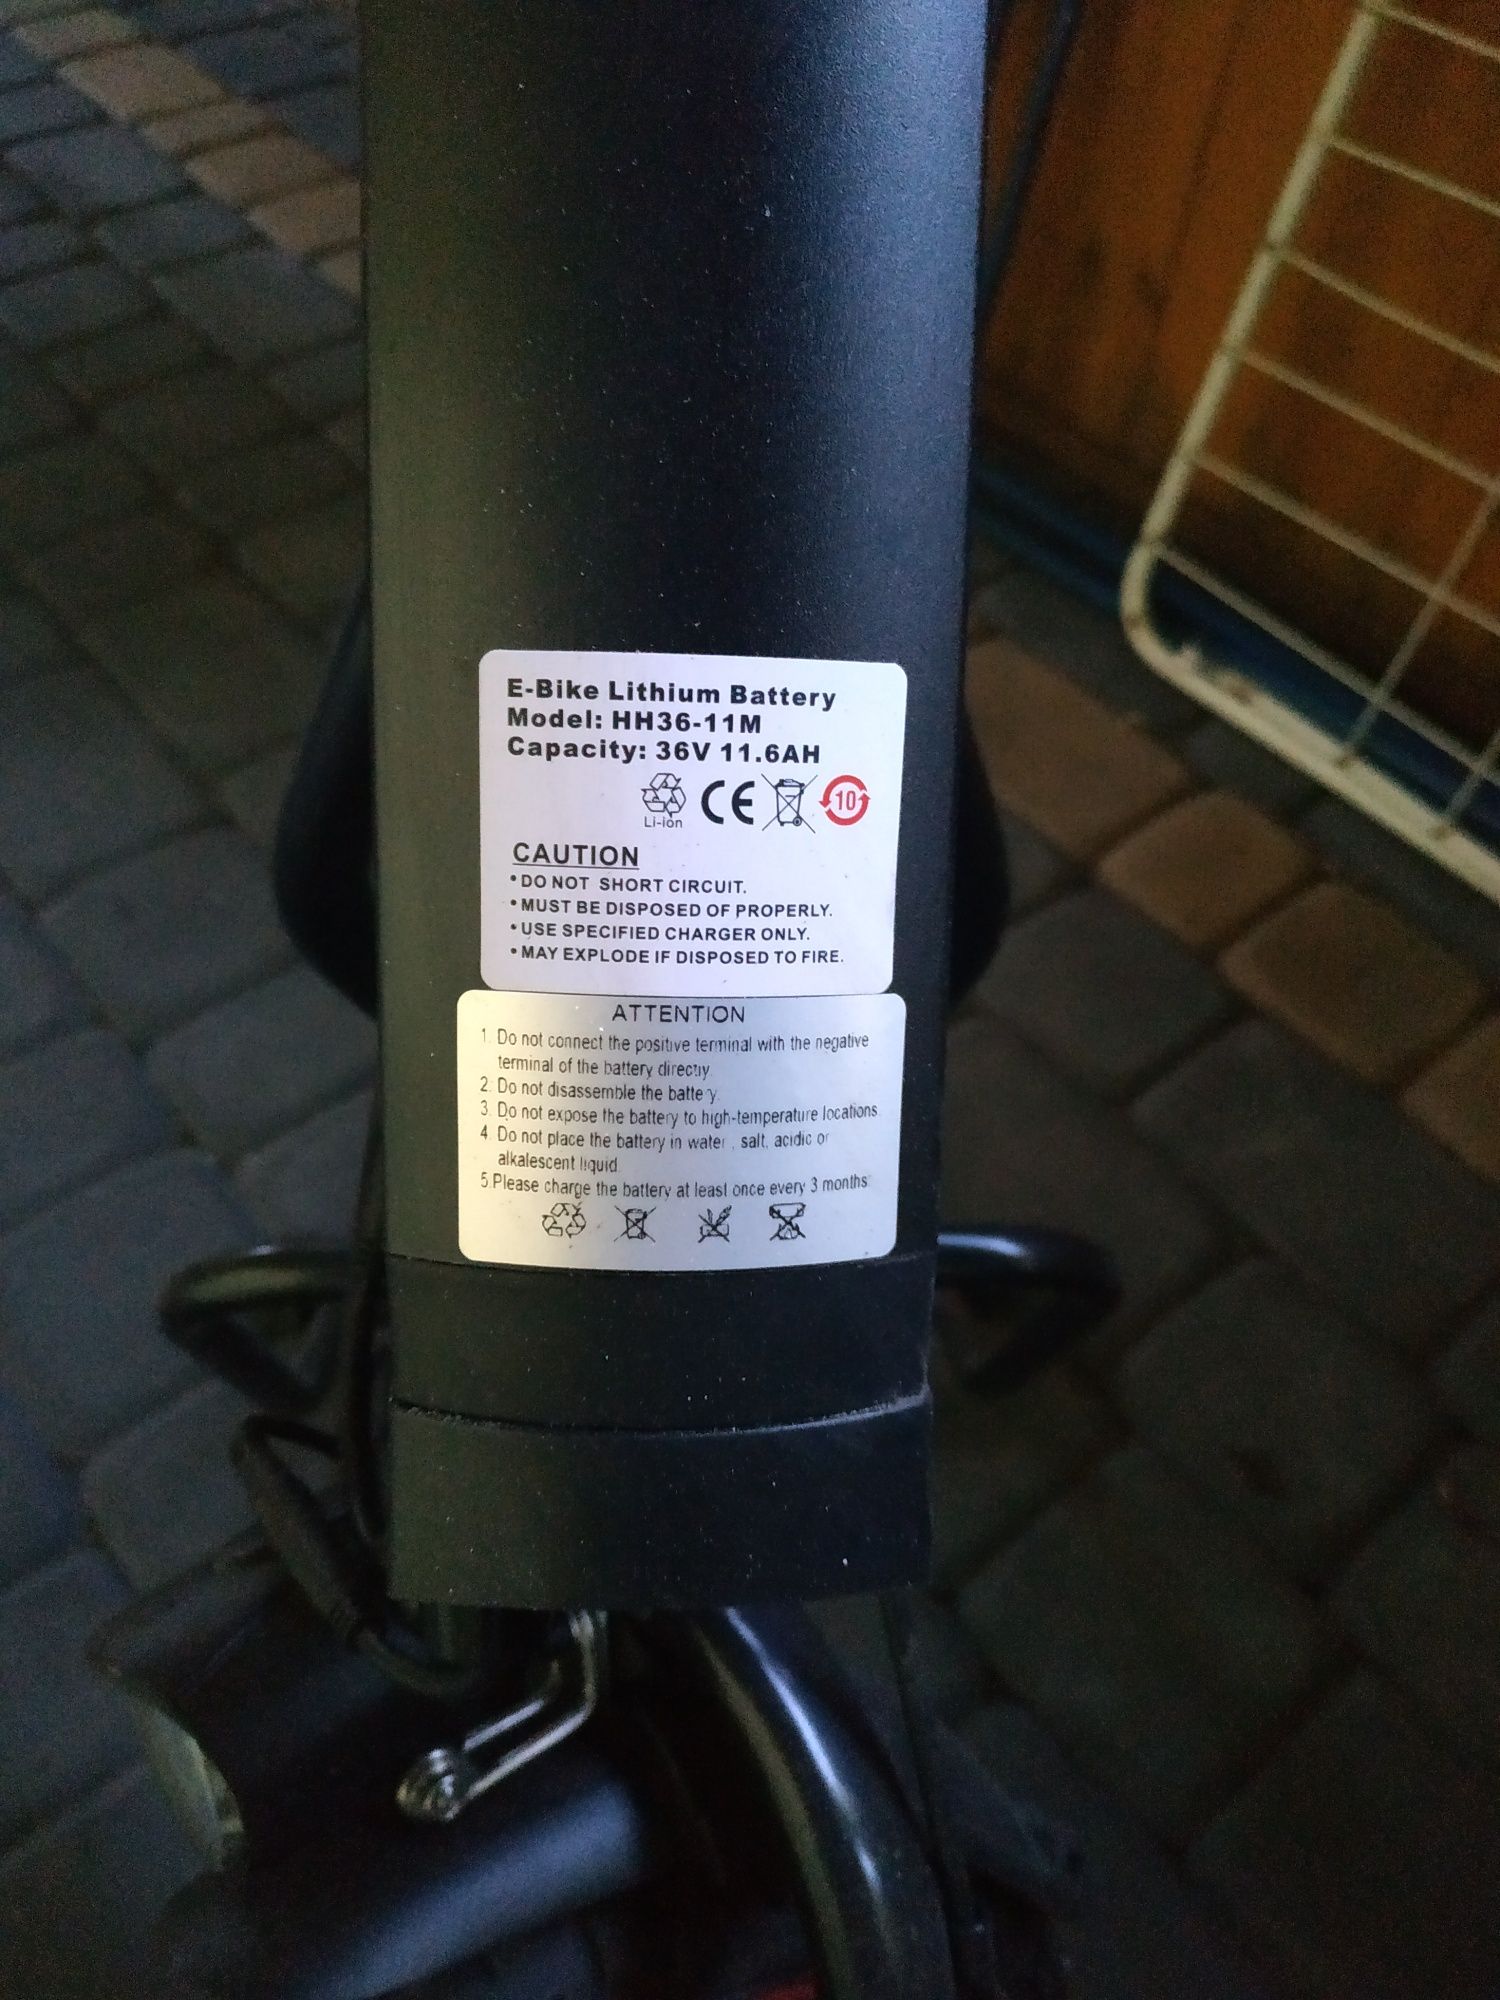 E-Bike Lithium Battery
Model: HH36-11M
Capacity: 36V 11.6AH
Li-ion
CE
10
CAUTION
•DO NOT SHORT CIRCUIT.
•MUST BE DISPOSED OF PROPERLY.
•USE SPECIFIED CHARGER ONLY.
•MAY EXPLODE IF DISPOSED TO FIRE.
ATTENTION
1. Do not connect the positive terminal with the negative
terminal of the battery directly.
2. Do not disassemble the battery.
3. Do not expose the battery to high-temperature locations.
4. Do not place the battery in water , salt, acidic or
alkalescent liquid.
5.Please charge the battery at least once every 3 months.